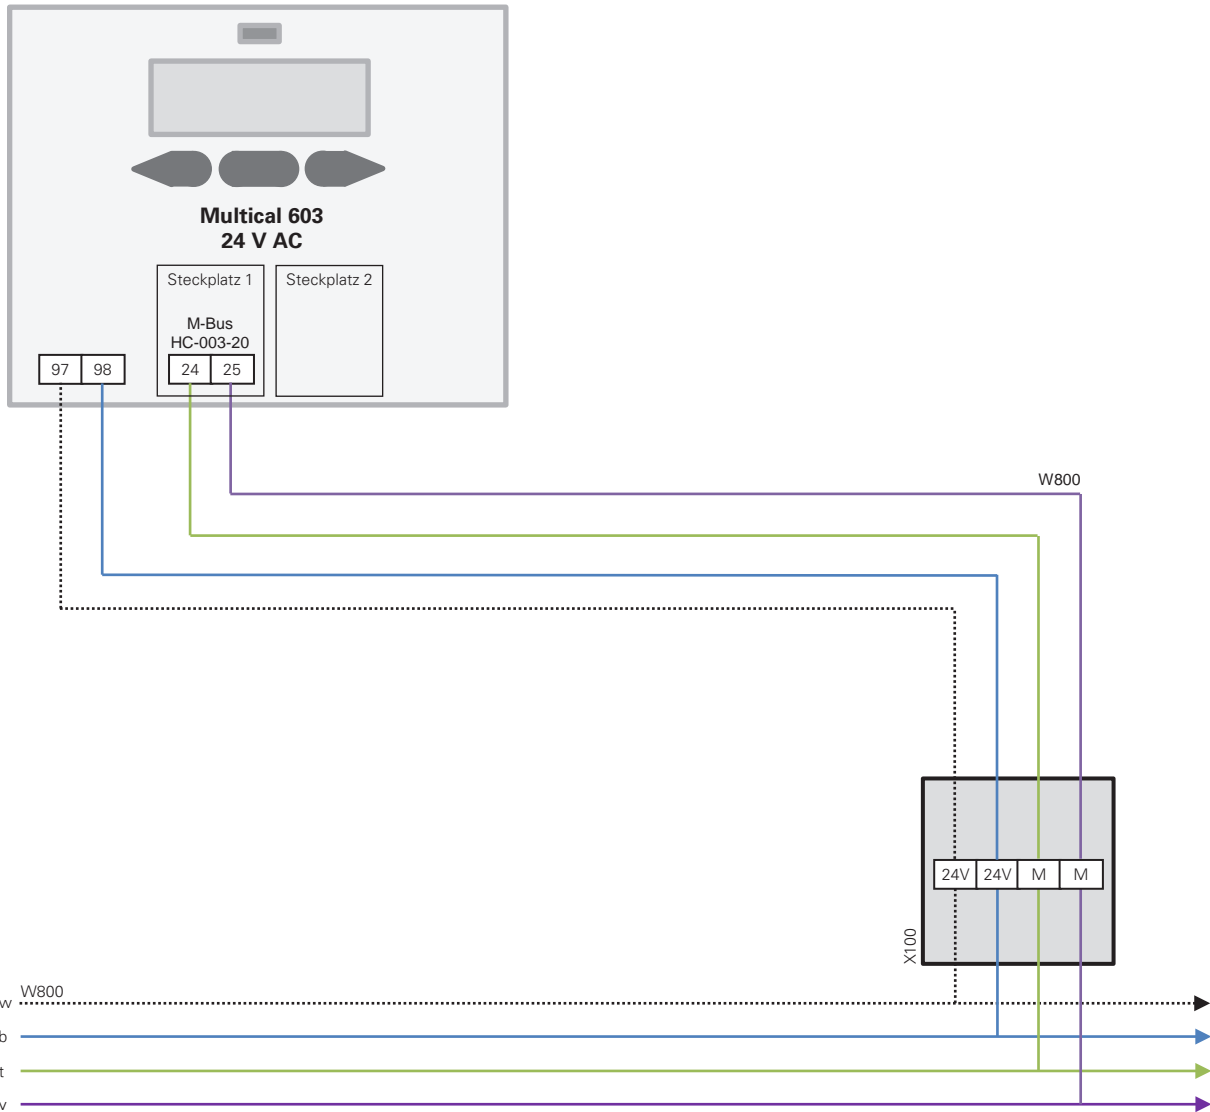 Multical 603
24 V AC
Steckplatz 1
Steckplatz 2
M-Bus
HC-003-20
97
98
24
25
W800
24V
24V
M
M
X100
W800
w
b
t
v